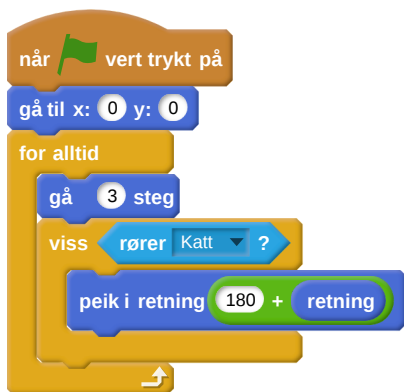 når vert trykt på
gå til x: 0 y: 0
for alltid
gå 3 steg
viss rører Katt ?
peik i retning 180 + retning